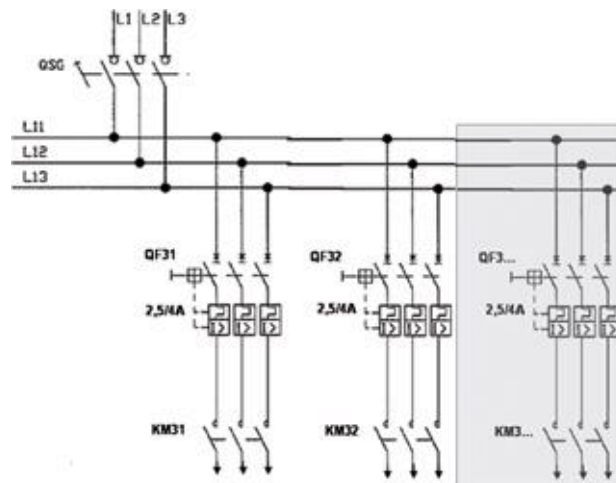 L1 L2 L3
QSG
L11
L12
L13
QF31 QF32 QF3...
2,5/4A 2,5/4A 2,5/4A
KM31 KM32 KM3...